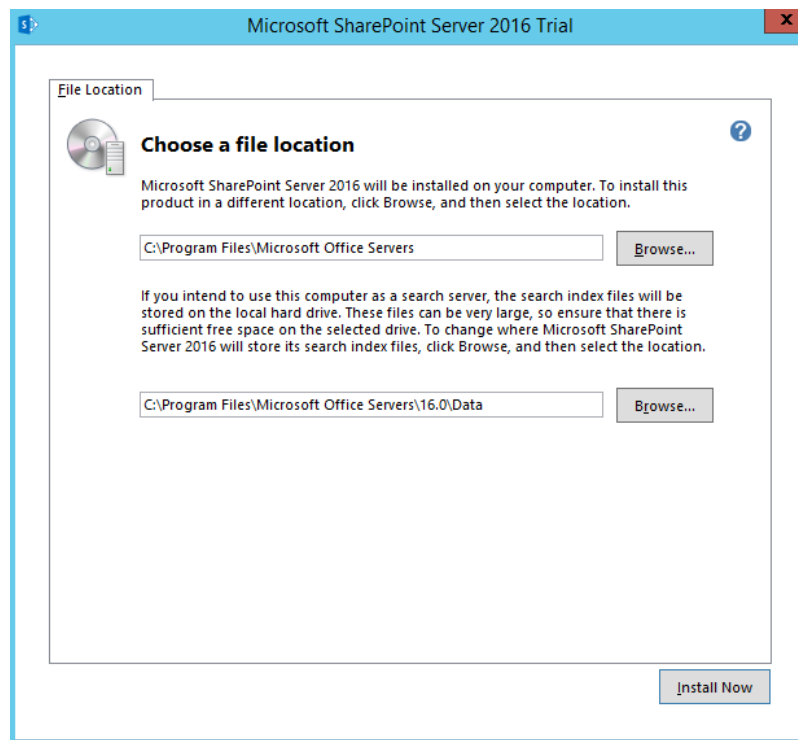 Microsoft SharePoint Server 2016 Trial
x
File Location
Choose a file location
?
Microsoft SharePoint Server 2016 will be installed on your computer. To install this
product in a different location, click Browse, and then select the location.
C:\Program Files\Microsoft Office Servers
Browse...
If you intend to use this computer as a search server, the search index files will be
stored on the local hard drive. These files can be very large, so ensure that there is
sufficient free space on the selected drive. To change where Microsoft SharePoint
Server 2016 will store its search index files, click Browse, and then select the location.
C:\Program Files\Microsoft Office Servers\16.0\Data
Browse...
Install Now